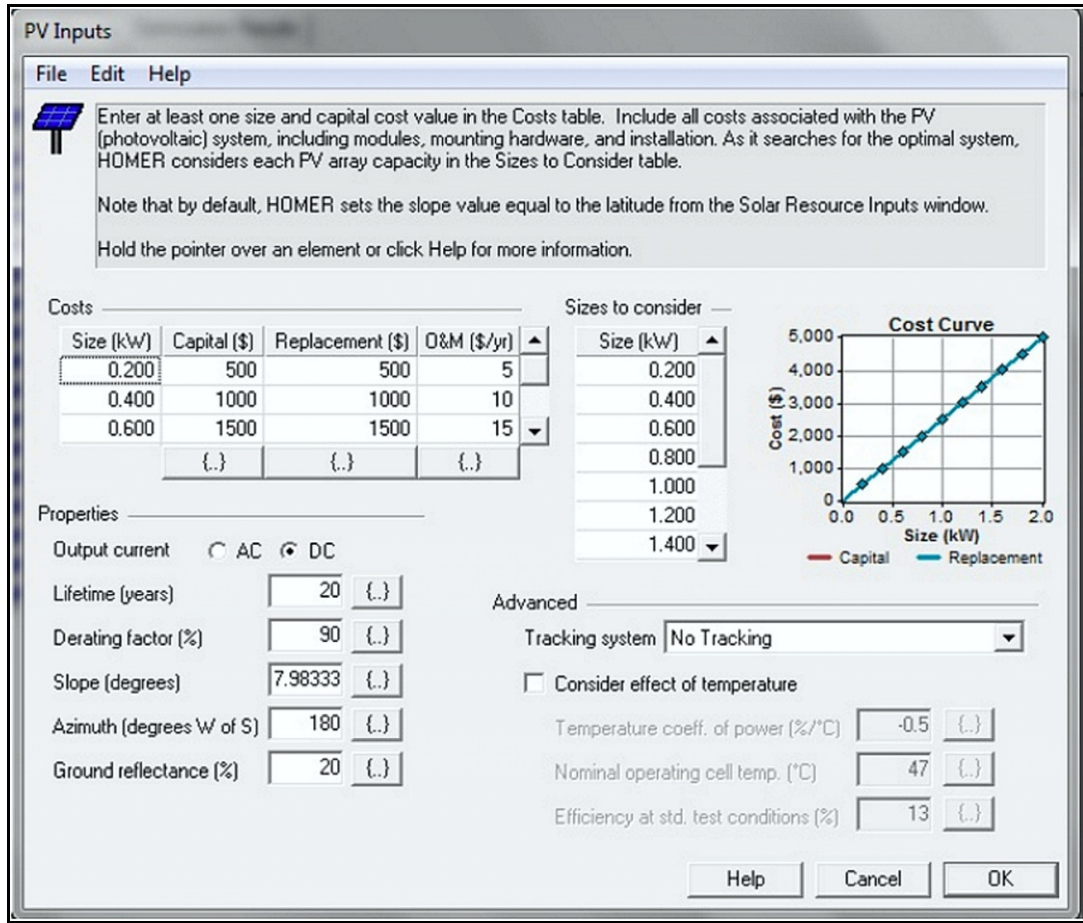 PV Inputs
File Edit Help
Enter at least one size and capital cost value in the Costs table. Include all costs associated with the PV
(photovoltaic) system, including modules, mounting hardware, and installation. As it searches for the optimal system,
HOMER considers each PV array capacity in the Sizes to Consider table.
Note that by default, HOMER sets the slope value equal to the latitude from the Solar Resource Inputs window.
Hold the pointer over an element or click Help for more information.
Costs
Size (kW) Capital ($) Replacement ($) O&M ($/yr)
0.200 500 500 5
0.400 1000 1000 10
0.600 1500 1500 15
{..} {..} {..}
Sizes to consider
Size (kW)
0.200
0.400
0.600
0.800
1.000
1.200
1.400
Cost Curve
Cost ($)
5,000
4,000
3,000
2,000
1,000
0
0.0 0.5 1.0 1.5 2.0
Size (kW)
Capital Replacement
Properties
Output current AC DC
Lifetime (years) 20 {..}
Derating factor (%) 90 {..}
Slope (degrees) 7.98333 {..}
Azimuth (degrees W of S) 180 {..}
Ground reflectance (%) 20 {..}
Advanced
Tracking system No Tracking
Consider effect of temperature
Temperature coeff. of power (%/°C) -0.5 {..}
Nominal operating cell temp. (°C) 47 {..}
Efficiency at std. test conditions (%) 13 {..}
Help Cancel OK